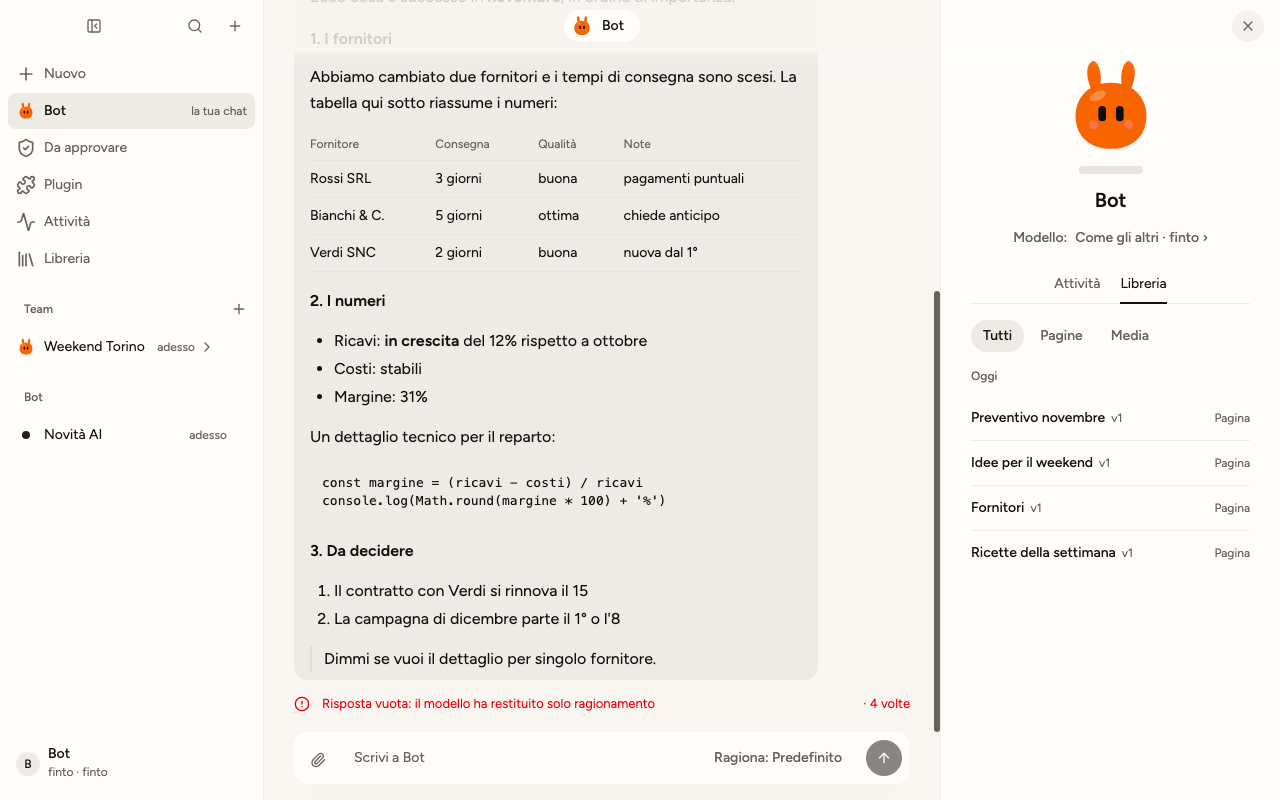 Nuovo
Bot la tua chat
Da approvare
Plugin
Attività
Libreria
Team
Weekend Torino adesso
Bot
Novità AI adesso
B
Bot
finto · finto
Bot
1. I fornitori
Abbiamo cambiato due fornitori e i tempi di consegna sono scesi. La
tabella qui sotto riassume i numeri:
Fornitore Consegna Qualità Note
Rossi SRL 3 giorni buona pagamenti puntuali
Bianchi & C. 5 giorni ottima chiede anticipo
Verdi SNC 2 giorni buona nuova dal 1°
2. I numeri
• Ricavi: in crescita del 12% rispetto a ottobre
• Costi: stabili
• Margine: 31%
Un dettaglio tecnico per il reparto:
const margine = (ricavi − costi) / ricavi
console.log(Math.round(margine * 100) + '%')
3. Da decidere
1. Il contratto con Verdi si rinnova il 15
2. La campagna di dicembre parte il 1° o l'8
Dimmi se vuoi il dettaglio per singolo fornitore.
Risposta vuota: il modello ha restituito solo ragionamento · 4 volte
Scrivi a Bot Ragiona: Predefinito
Bot
Modello: Come gli altri · finto ›
Attività Libreria
Tutti Pagine Media
Oggi
Preventivo novembre v1 Pagina
Idee per il weekend v1 Pagina
Fornitori v1 Pagina
Ricette della settimana v1 Pagina